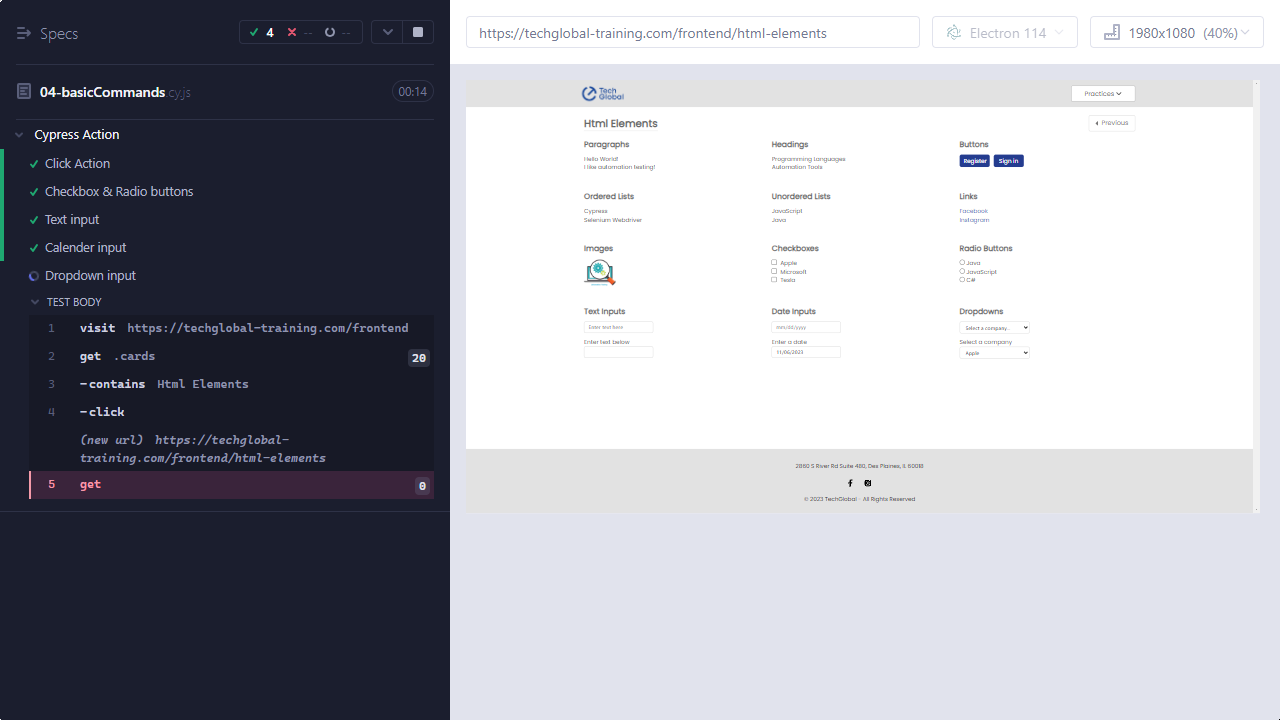 Specs
4 -- --
04-basicCommands cy.js 00:14
Cypress Action
Click Action
Checkbox & Radio buttons
Text input
Calender input
Dropdown input
TEST BODY
1 visit https://techglobal-training.com/frontend
2 get .cards 20
3 -contains Html Elements
4 -click
(new url) https://techglobal-
training.com/frontend/html-elements
5 get 0
https://techglobal-training.com/frontend/html-elements
Electron 114
1980x1080 (40%)
Tech
Global
Practices
Html Elements
Previous
Paragraphs
Hello World!
I like automation testing!
Headings
Programming Languages
Automation Tools
Buttons
Register Sign in
Ordered Lists
Cypress
Selenium Webdriver
Unordered Lists
JavaScript
Java
Links
Facebook
Instagram
Images
Checkboxes
Apple
Microsoft
Tesla
Radio Buttons
Java
JavaScript
C#
Text Inputs
Enter text here
Enter text below
Date Inputs
mm/dd/yyyy
Enter a date
11/06/2023
Dropdowns
Select a company...
Select a company
Apple
2860 S River Rd Suite 480, Des Plaines, IL 60018
© 2023 TechGlobal - All Rights Reserved